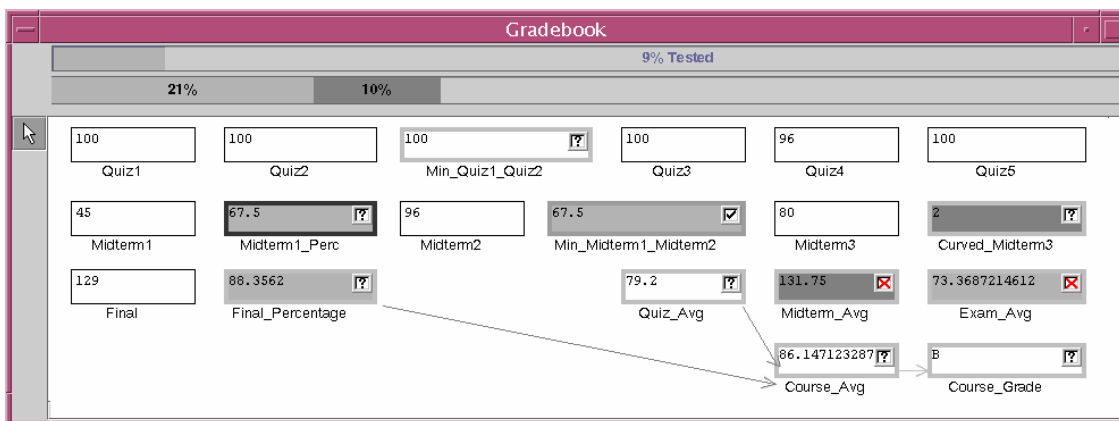 Gradebook
9% Tested
21% 10%
100 100 100 ? 100 96 100
Quiz1 Quiz2 Min_Quiz1_Quiz2 Quiz3 Quiz4 Quiz5
45 67.5 ? 96 67.5 80 2 ?
Midterm1 Midterm1_Perc Midterm2 Min_Midterm1_Midterm2 Midterm3 Curved_Midterm3
129 88.3562 ? 79.2 ? 131.75 73.3687214612
Final Final_Percentage Quiz_Avg Midterm_Avg Exam_Avg
86.147123287 ? B ?
Course_Avg Course_Grade